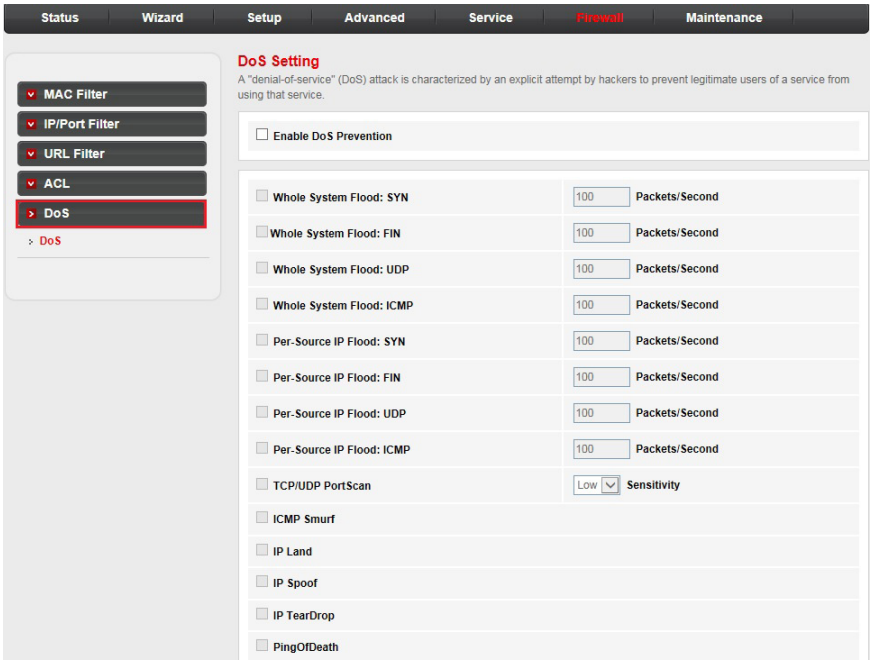 Status Wizard Setup Advanced Service Firewall Maintenance
MAC Filter
IP/Port Filter
URL Filter
ACL
DoS
DoS
DoS Setting
A "denial-of-service" (DoS) attack is characterized by an explicit attempt by hackers to prevent legitimate users of a service from
using that service.
Enable DoS Prevention
Whole System Flood: SYN 100 Packets/Second
Whole System Flood: FIN 100 Packets/Second
Whole System Flood: UDP 100 Packets/Second
Whole System Flood: ICMP 100 Packets/Second
Per-Source IP Flood: SYN 100 Packets/Second
Per-Source IP Flood: FIN 100 Packets/Second
Per-Source IP Flood: UDP 100 Packets/Second
Per-Source IP Flood: ICMP 100 Packets/Second
TCP/UDP PortScan Low Sensitivity
ICMP Smurf
IP Land
IP Spoof
IP TearDrop
PingOfDeath